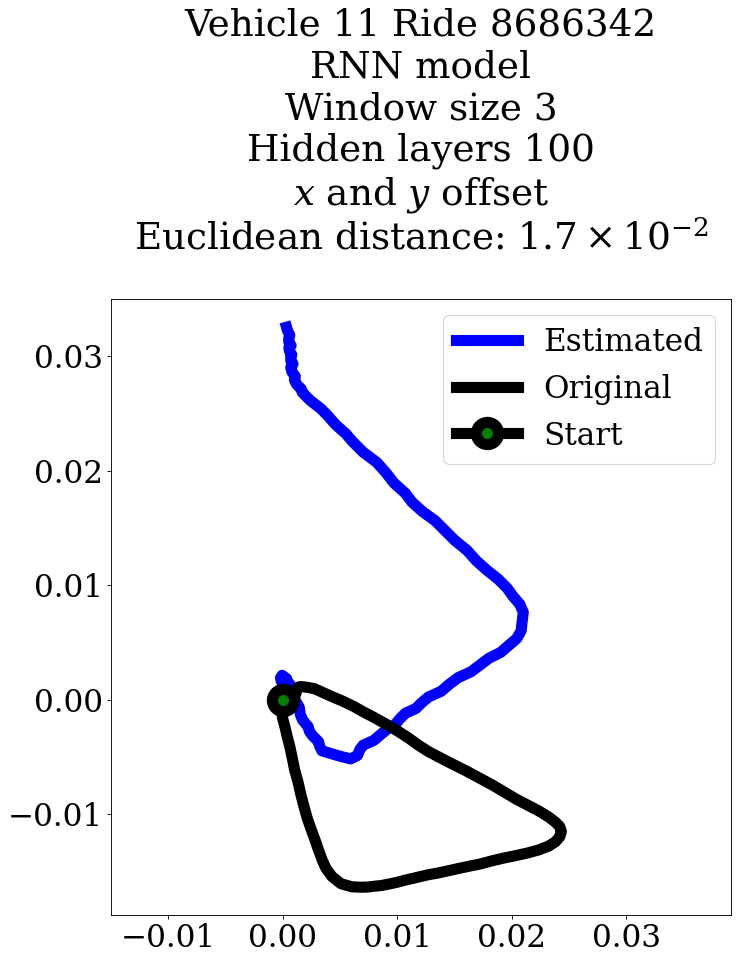 Vehicle 11 Ride 8686342
RNN model
Window size 3
Hidden layers 100
x and y offset
Euclidean distance: 1.7 × 10⁻²
Estimated
Original
Start
0.03
0.02
0.01
0.00
−0.01
−0.01 0.00 0.01 0.02 0.03